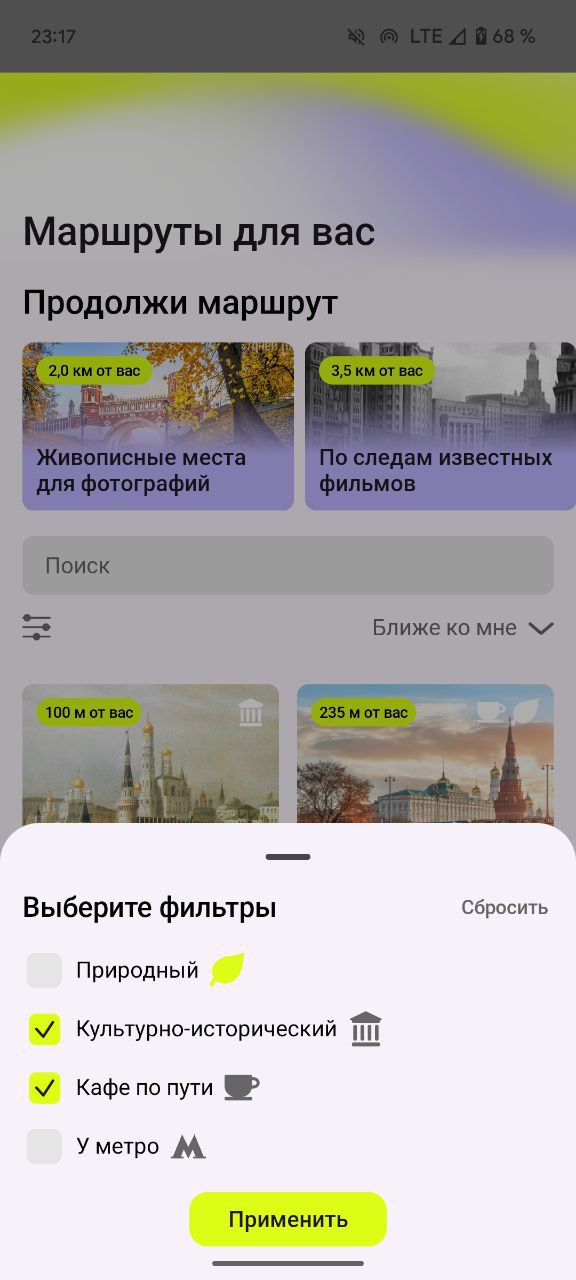 23:17
LTE
68 %
Маршруты для вас
Продолжи маршрут
2,0 км от вас
3,5 км от вас
Живописные места
для фотографий
По следам известных
фильмов
Поиск
Ближе ко мне
100 м от вас
235 м от вас
Выберите фильтры
Сбросить
Природный
Культурно-исторический
Кафе по пути
У метро
Применить